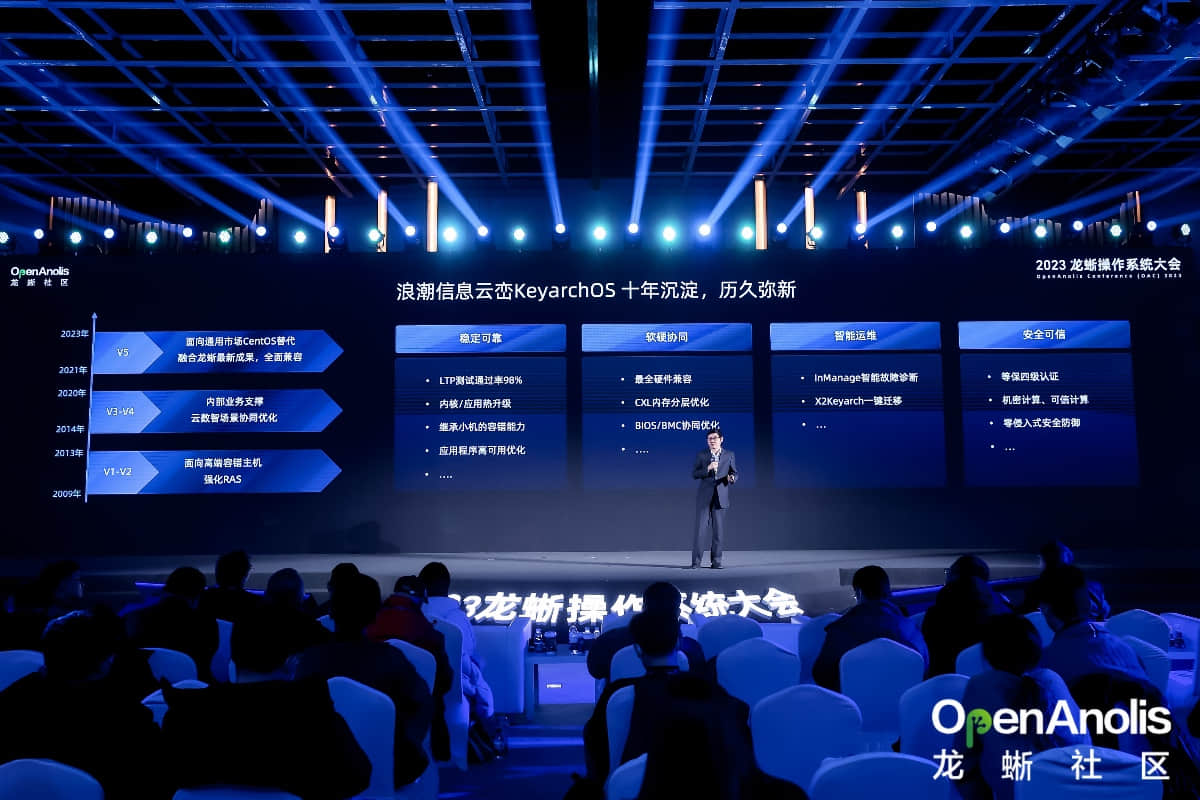 OpenAnolis
龙 蜥 社 区
2023 龙蜥操作系统大会
OpenAnolis Conference (OAC) 2023
浪潮信息云峦KeyarchOS 十年沉淀，历久弥新
2023年
V5
面向通用市场CentOS替代
融合龙蜥最新成果，全面兼容
2021年
2020年
V3-V4
内部业务支撑
云数智场景协同优化
2014年
2013年
V1-V2
面向高端容错主机
强化RAS
2009年
稳定可靠
• LTP测试通过率98%
• 内核/应用热升级
• 继承小机的容错能力
• 应用程序高可用优化
• ....
软硬协同
• 最全硬件兼容
• CXL内存分层优化
• BIOS/BMC协同优化
• ....
智能运维
• InManage智能故障诊断
• X2Keyarch一键迁移
• ...
安全可信
• 等保四级认证
• 机密计算、可信计算
• 零侵入式安全防御
• ...
23龙蜥操作系统大会
OpenAnolis
龙 蜥 社 区